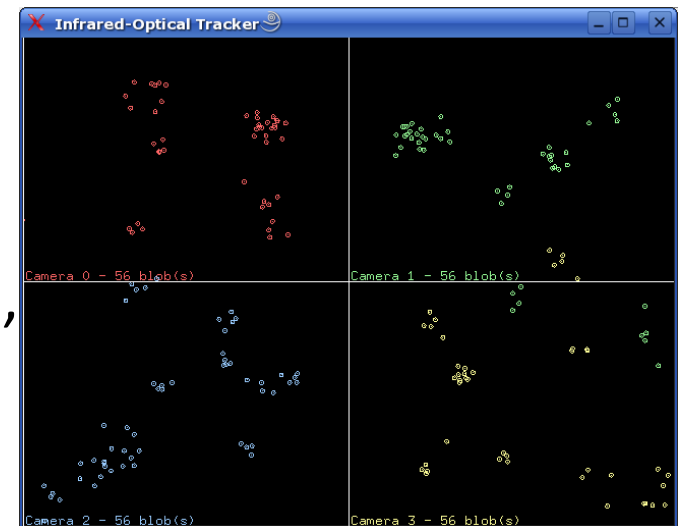 Infrared-Optical Tracker
Camera 0 - 56 blob(s)
Camera 1 - 56 blob(s)
,
Camera 2 - 56 blob(s)
Camera 3 - 56 blob(s)